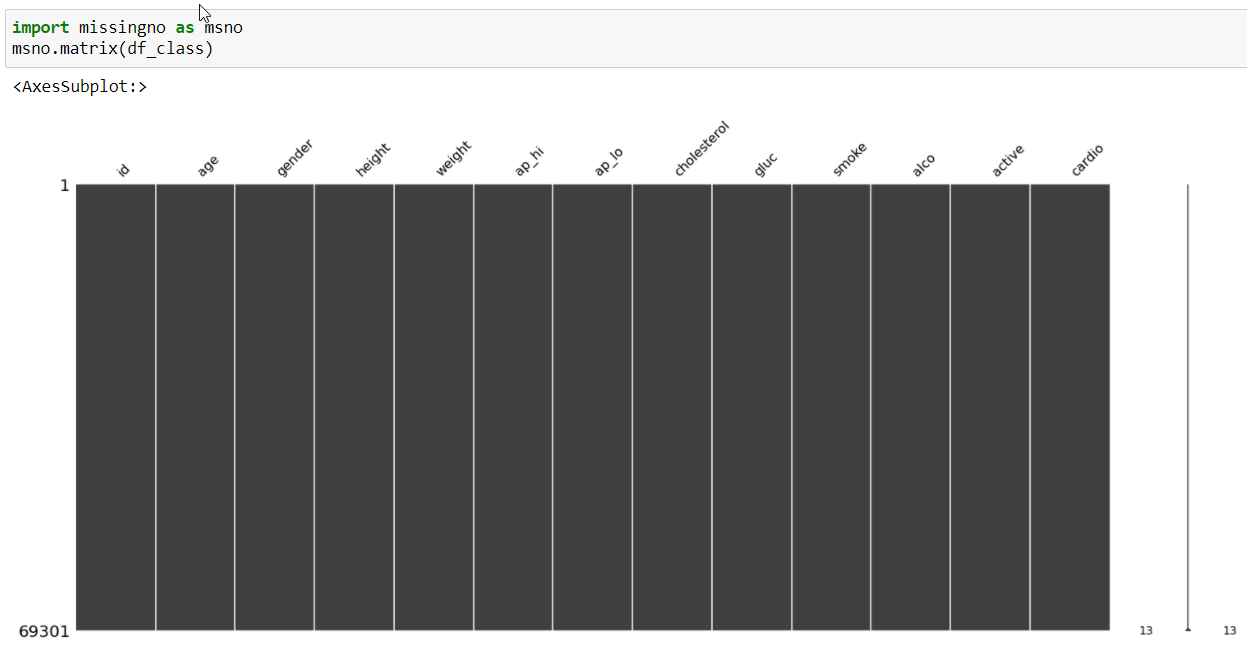 import missingno as msno
msno.matrix(df_class)
<AxesSubplot:>
id age gender height weight ap_hi ap_lo cholesterol gluc smoke alco active cardio
1
69301
13 13